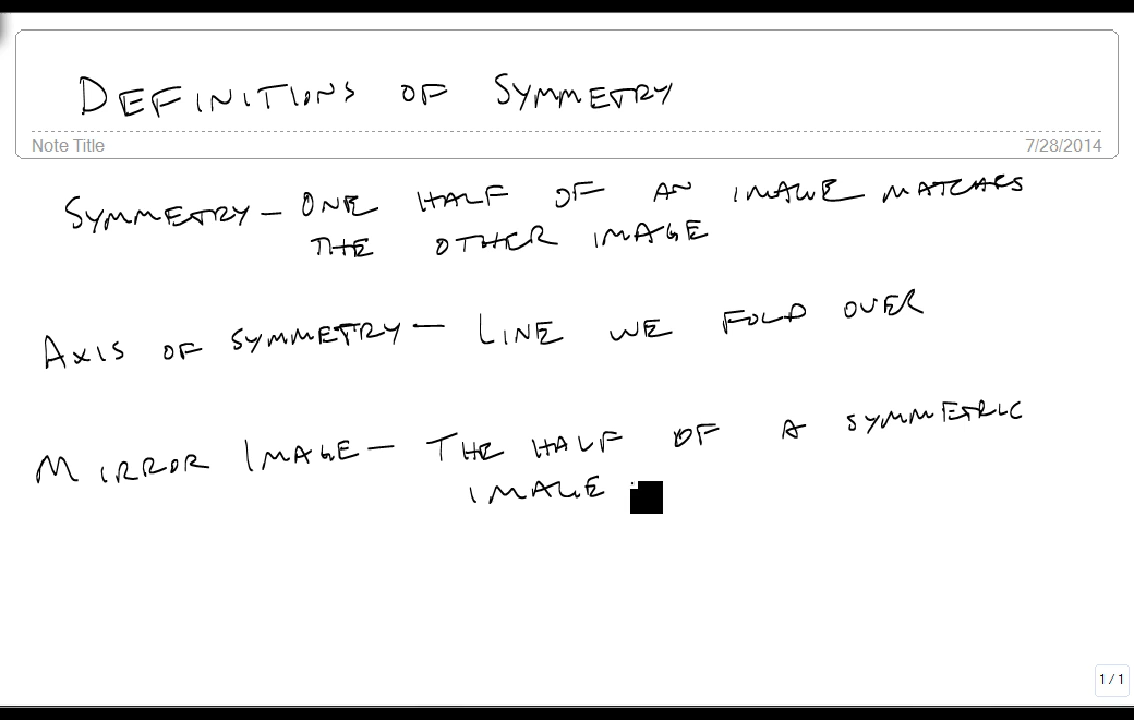 DEFINITIONS OF SYMMETRY
Note Title
7/28/2014
SYMMETRY - ONE HALF OF AN IMAGE MATCHES
THE OTHER IMAGE
AXIS OF SYMMETRY - LINE WE FOLD OVER
MIRROR IMAGE - THE HALF OF A SYMMETRIC
IMAGE
1 / 1